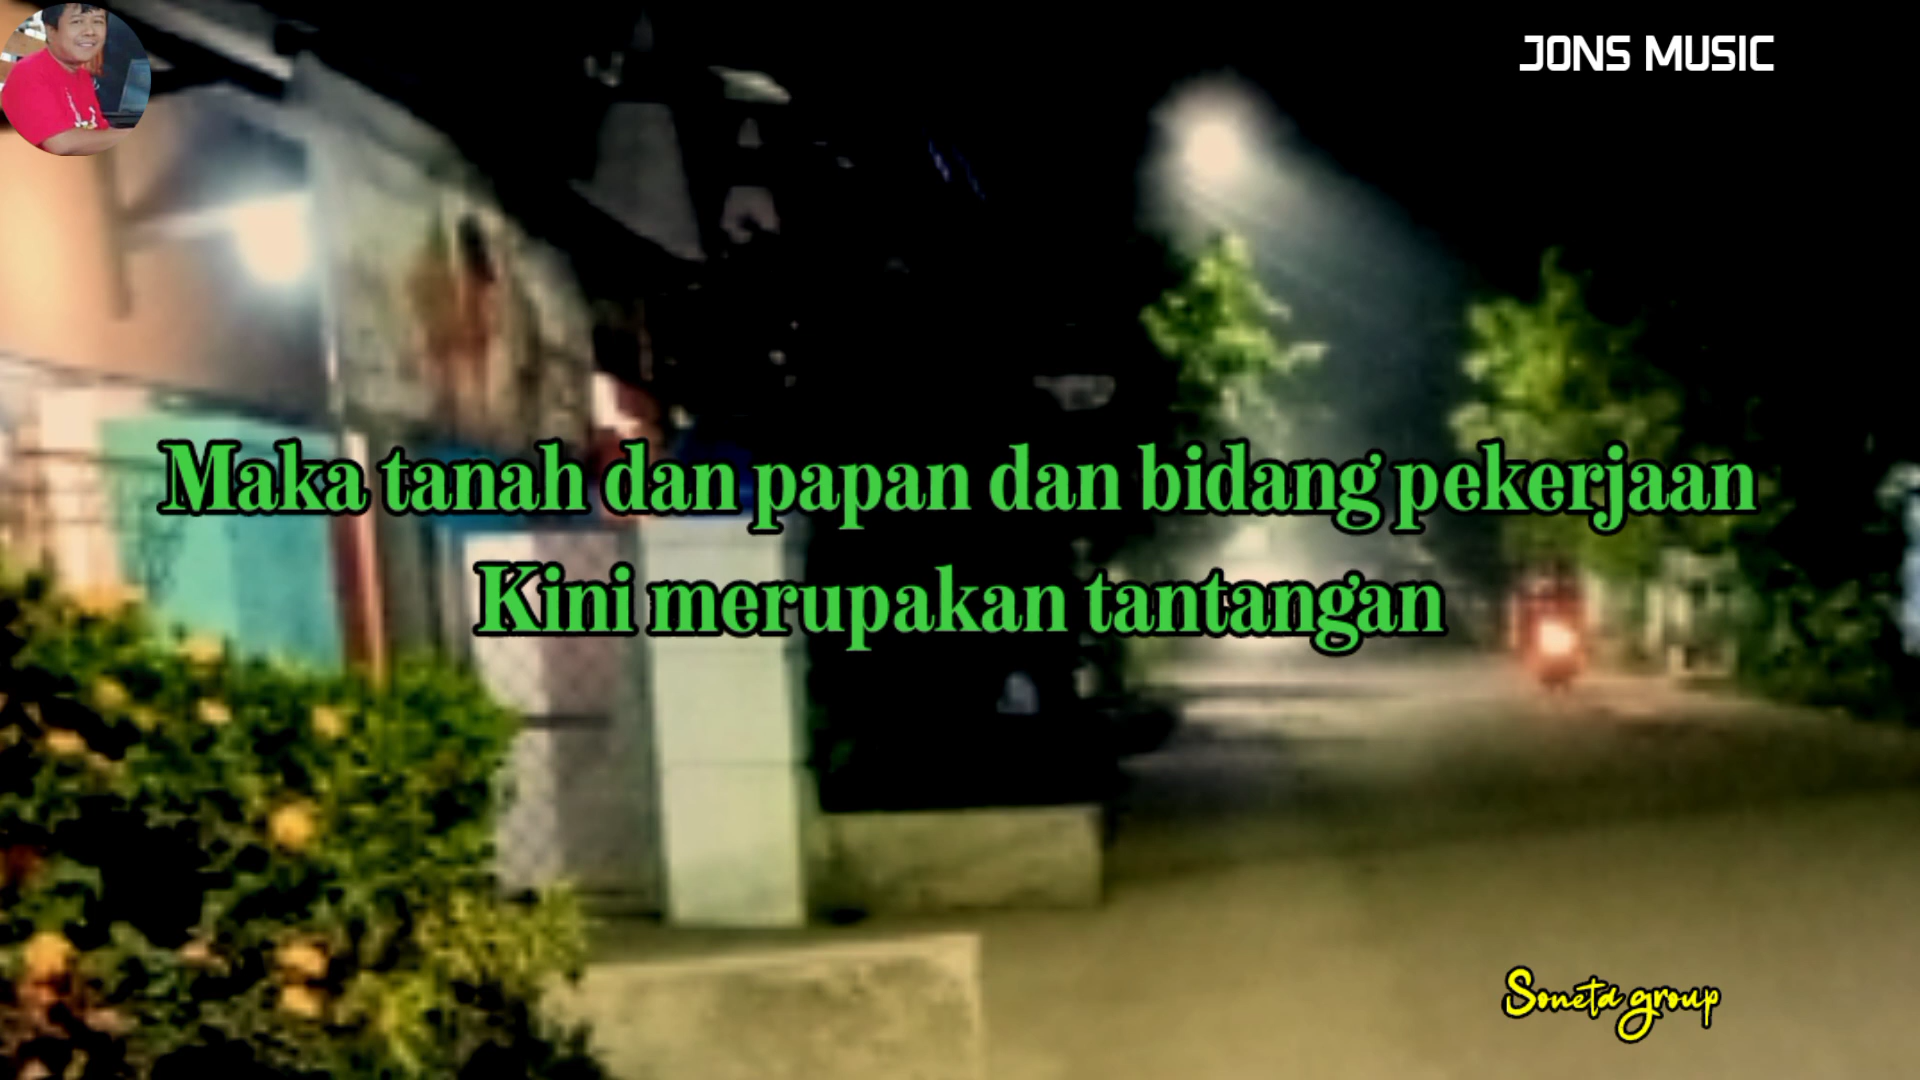 JONS MUSIC
Maka tanah dan papan dan bidang pekerjaan
Kini merupakan tantangan
Soneta group